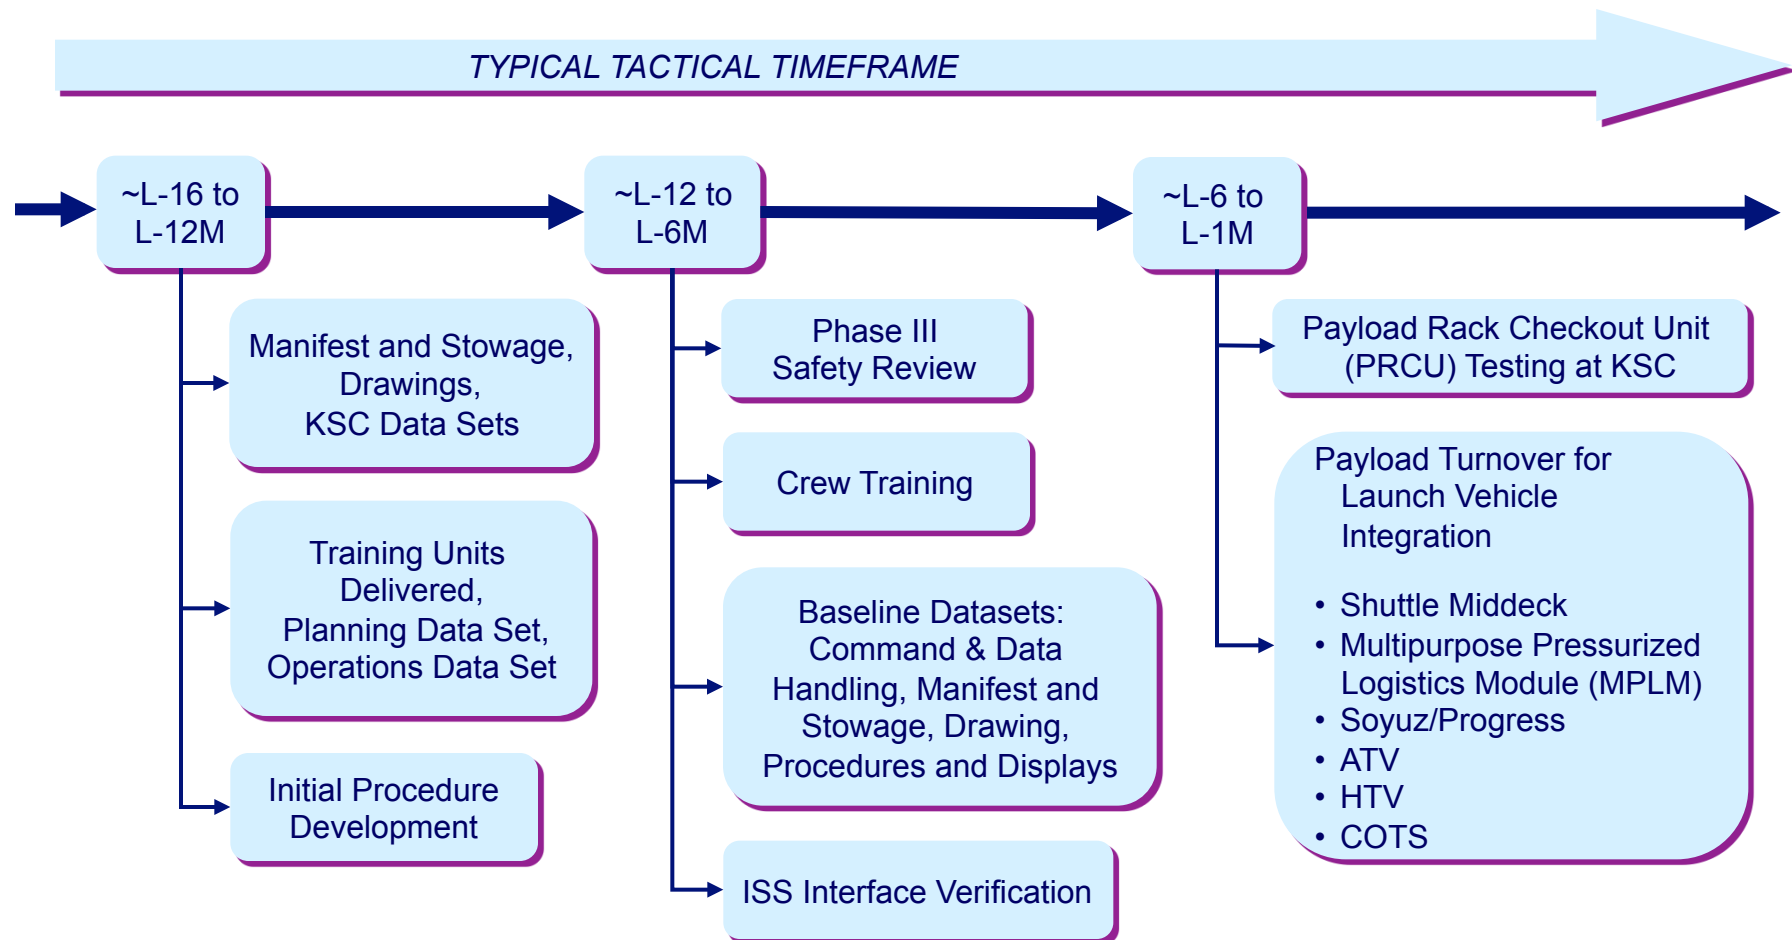 TYPICAL TACTICAL TIMEFRAME
~L-16 to
L-12M
~L-12 to
L-6M
~L-6 to
L-1M
Manifest and Stowage,
Drawings,
KSC Data Sets
Training Units
Delivered,
Planning Data Set,
Operations Data Set
Initial Procedure
Development
Phase III
Safety Review
Crew Training
Baseline Datasets:
Command & Data
Handling, Manifest and
Stowage, Drawing,
Procedures and Displays
ISS Interface Verification
Payload Rack Checkout Unit
(PRCU) Testing at KSC
Payload Turnover for
Launch Vehicle
Integration
• Shuttle Middeck
• Multipurpose Pressurized
Logistics Module (MPLM)
• Soyuz/Progress
• ATV
• HTV
• COTS